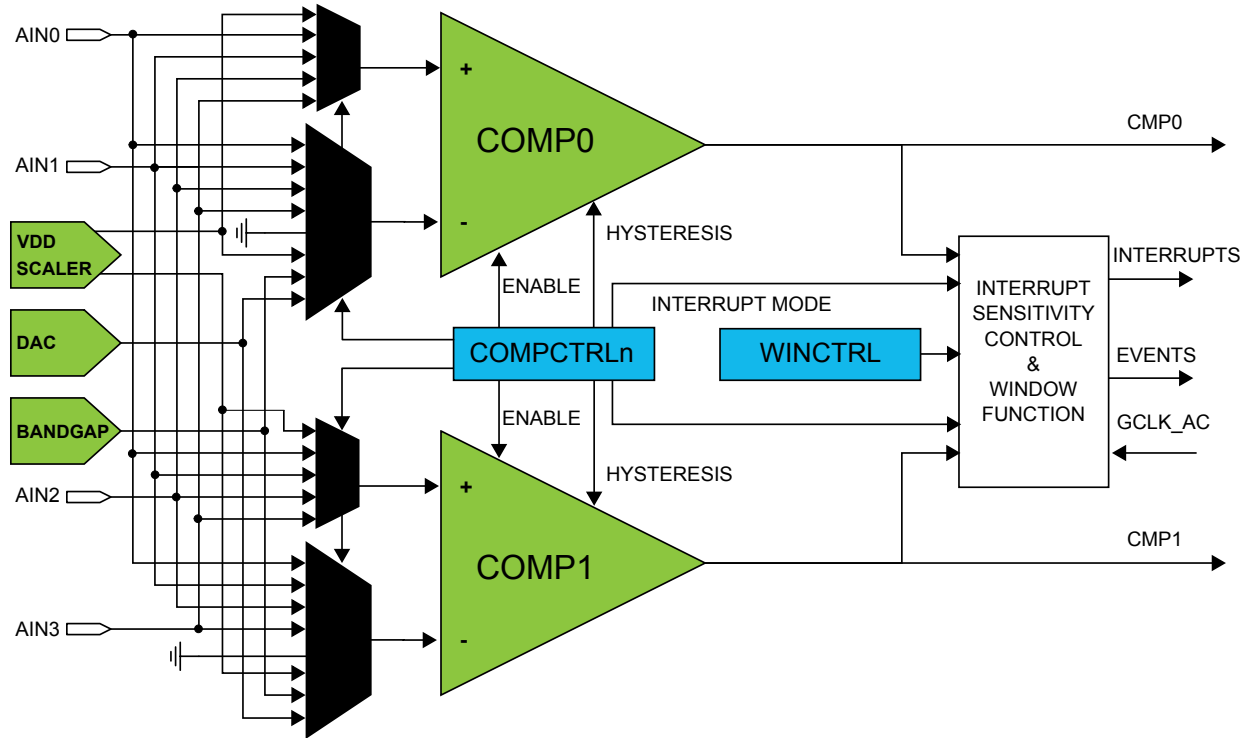 AIN0
+
COMP0
CMP0
AIN1
-
HYSTERESIS
VDD
SCALER
ENABLE
INTERRUPT MODE
INTERRUPT
SENSITIVITY
CONTROL
&
WINDOW
FUNCTION
INTERRUPTS
DAC
COMPCTRLn
WINCTRL
EVENTS
GCLK_AC
BANDGAP
ENABLE
HYSTERESIS
AIN2
+
COMP1
CMP1
AIN3
-